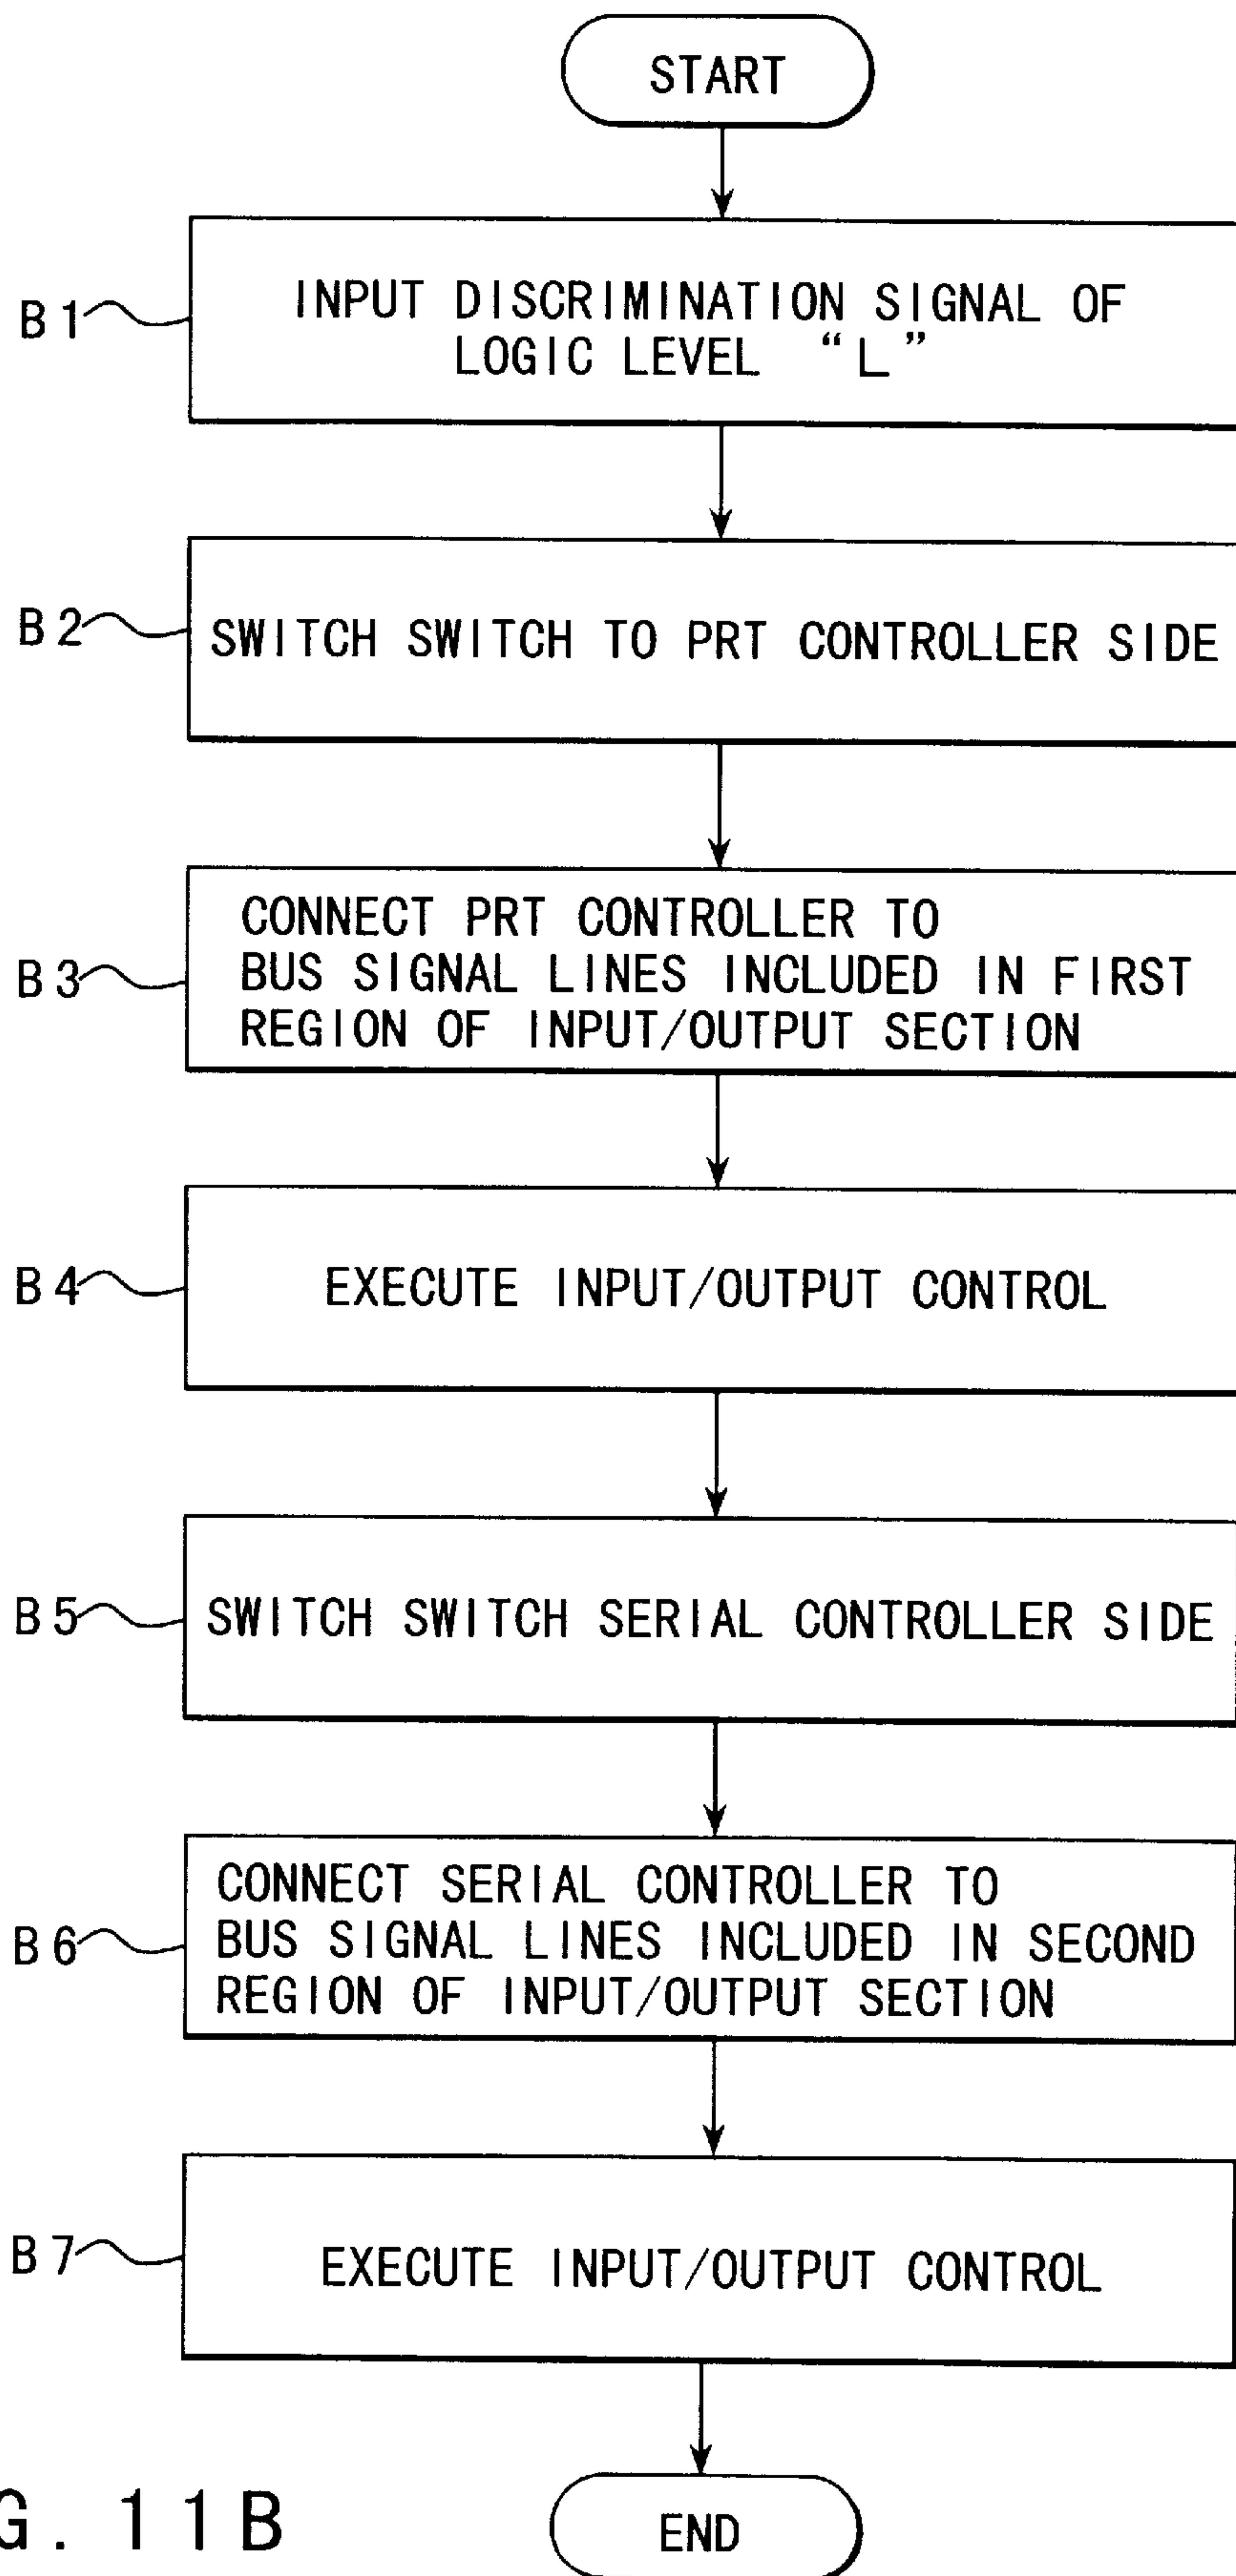 START
B1
INPUT DISCRIMINATION SIGNAL OF
LOGIC LEVEL “L”
B2
SWITCH SWITCH TO PRT CONTROLLER SIDE
B3
CONNECT PRT CONTROLLER TO
BUS SIGNAL LINES INCLUDED IN FIRST
REGION OF INPUT/OUTPUT SECTION
B4
EXECUTE INPUT/OUTPUT CONTROL
B5
SWITCH SWITCH SERIAL CONTROLLER SIDE
B6
CONNECT SERIAL CONTROLLER TO
BUS SIGNAL LINES INCLUDED IN SECOND
REGION OF INPUT/OUTPUT SECTION
B7
EXECUTE INPUT/OUTPUT CONTROL
END
G. 11B